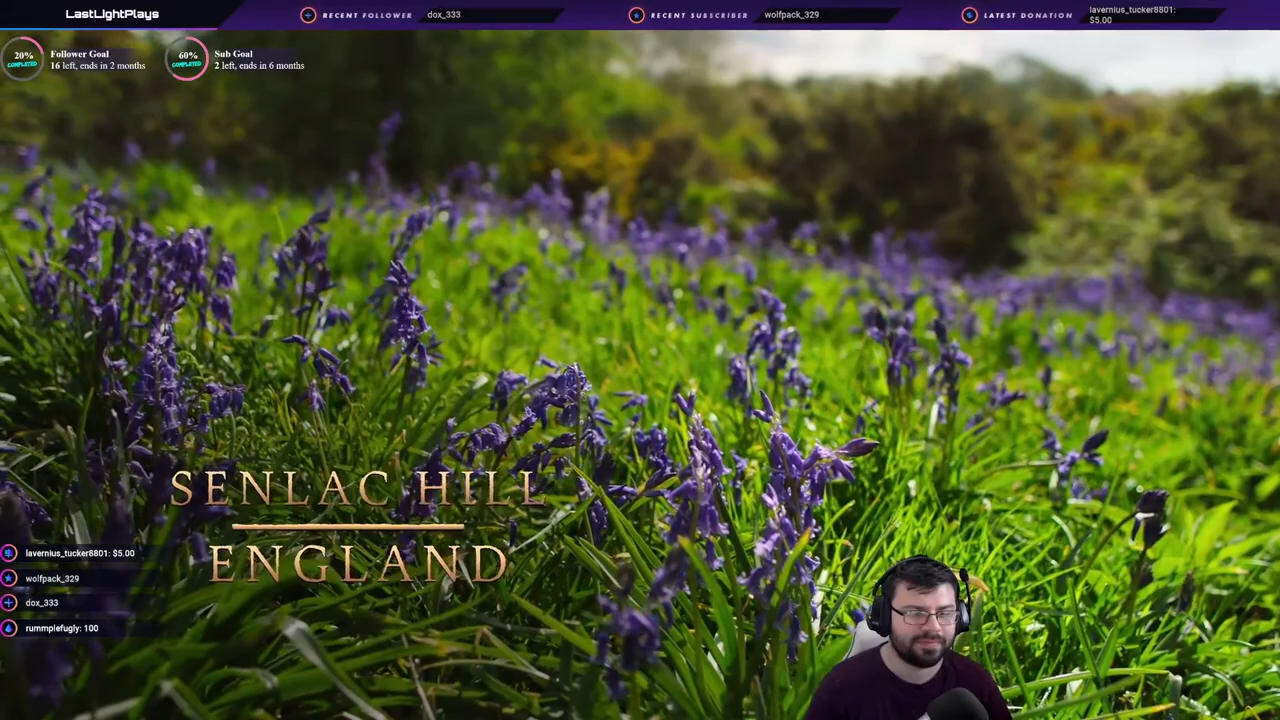 LastLightPlays
RECENT FOLLOWER dox_333
RECENT SUBSCRIBER wolfpack_329
LATEST DONATION lavernius_tucker8801: $5.00
20%
COMPLETED
Follower Goal
16 left, ends in 2 months
60%
COMPLETED
Sub Goal
2 left, ends in 6 months
SENLAC HILL
ENGLAND
lavernius_tucker8801: $5.00
wolfpack_329
dox_333
rummplefugly: 100